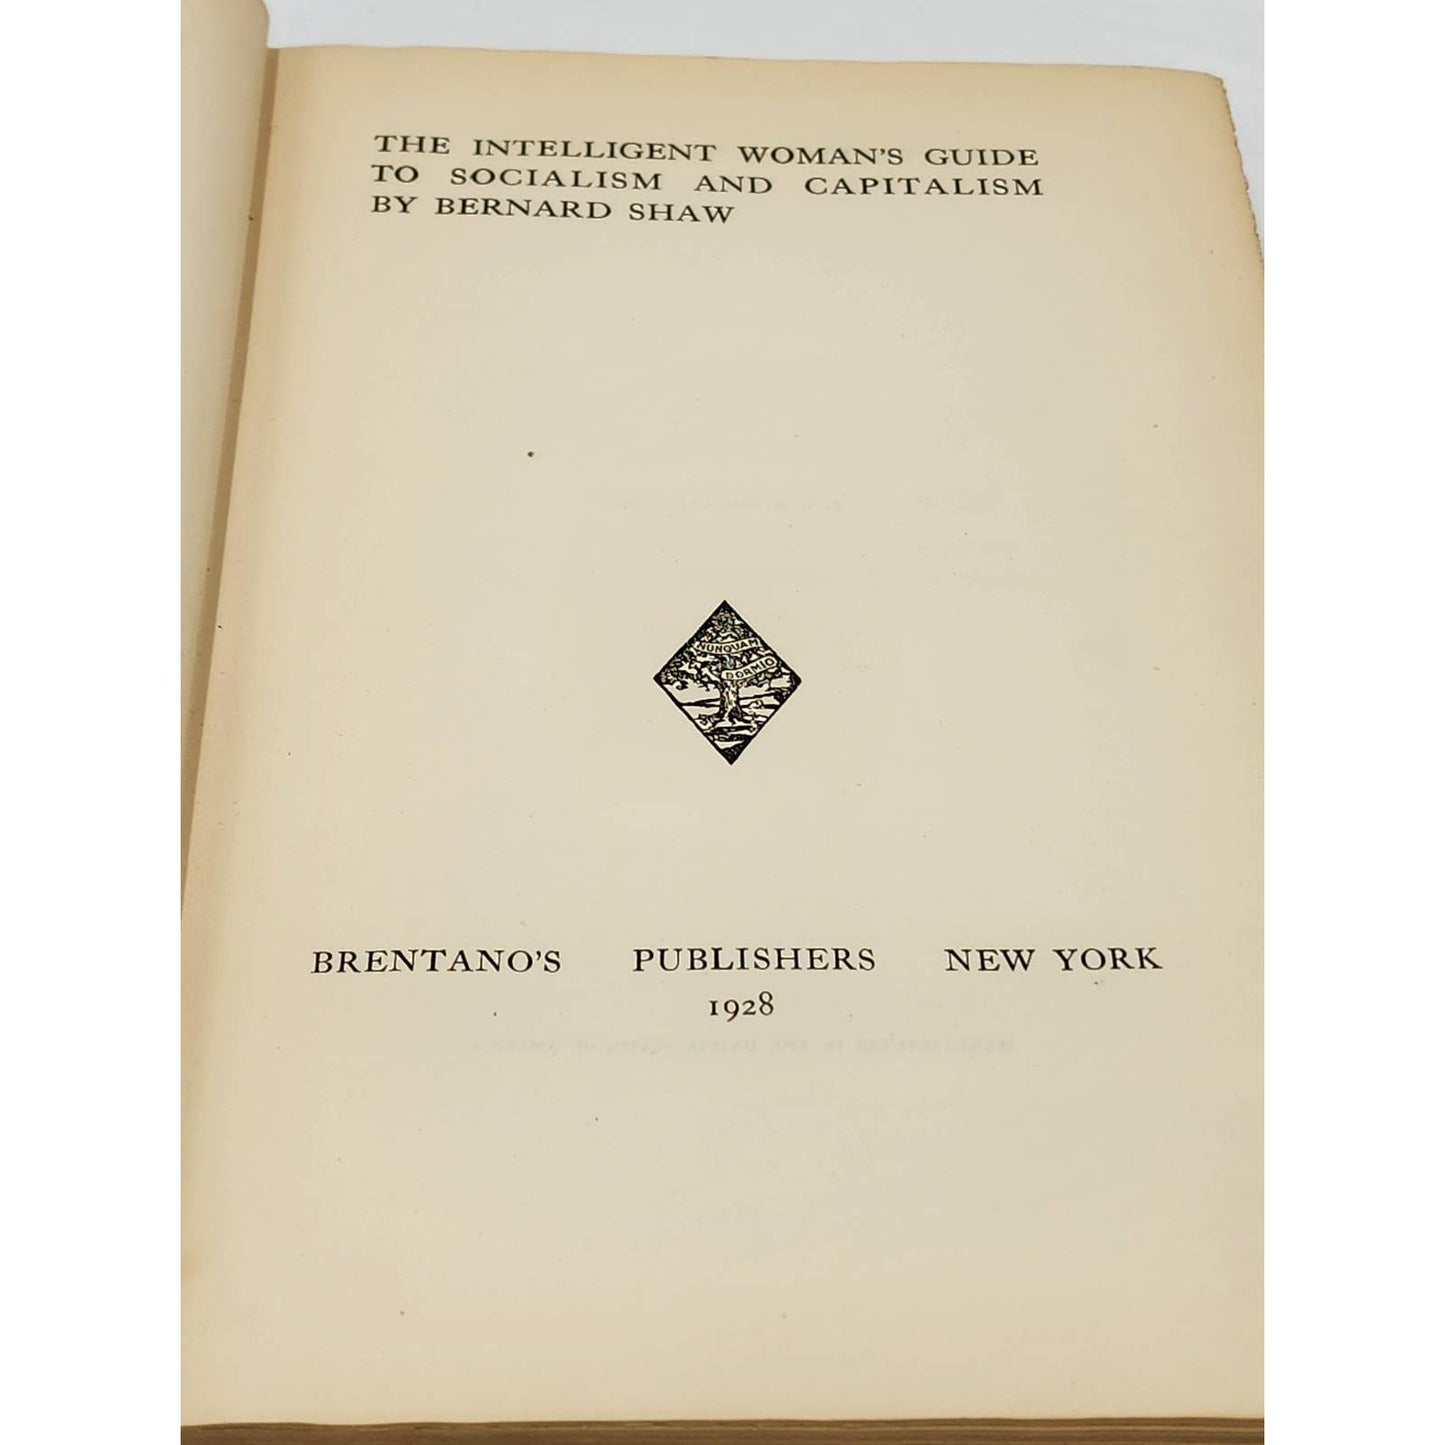 THE INTELLIGENT WOMAN'S GUIDE
TO SOCIALISM AND CAPITALISM
BY BERNARD SHAW
NUNQUAM
DORMIO
BRENTANO'S PUBLISHERS NEW YORK
1928